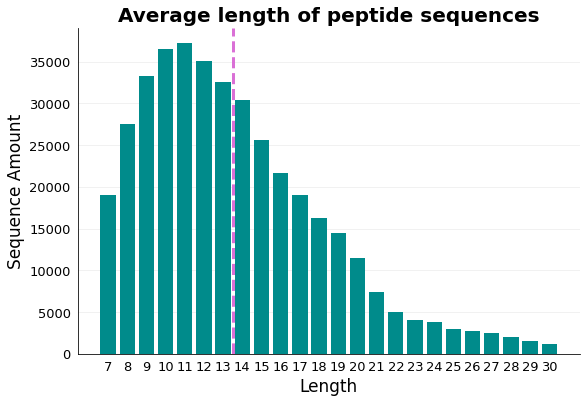 Average length of peptide sequences
35000
30000
25000
20000
15000
10000
5000
0
Sequence Amount
7 8 9 10 11 12 13 14 15 16 17 18 19 20 21 22 23 24 25 26 27 28 29 30
Length